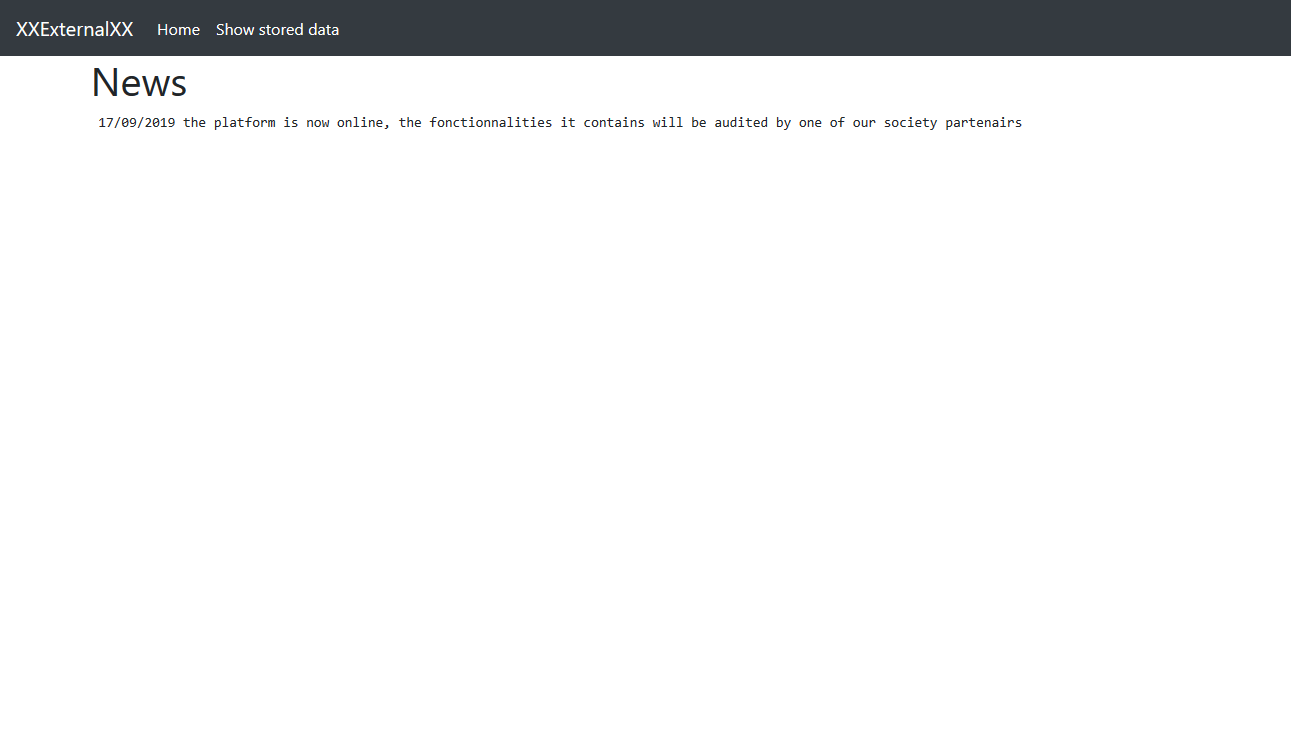 XXExternalXX Home Show stored data
News
17/09/2019 the platform is now online, the fonctionnalities it contains will be audited by one of our society partenairs